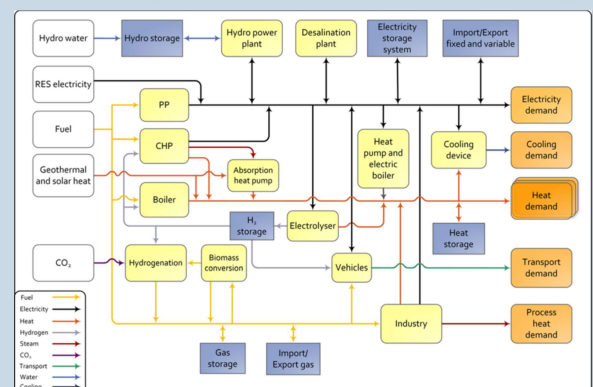 Hydro water
Hydro storage
Hydro power
plant
Desalination
plant
Electricity
storage
system
Import/Export
fixed and variable
RES electricity
PP
Electricity
demand
Fuel
CHP
Heat
pump and
electric
boiler
Cooling
device
Cooling
demand
Geothermal
and solar heat
Absorption
heat pump
Boiler
Heat
demand
H₂
storage
Electrolyser
Heat
storage
CO₂
Hydrogenation
Biomass
conversion
Vehicles
Transport
demand
Industry
Process
heat demand
Gas
storage
Import/
Export gas
Fuel
Electricity
Heat
Hydrogen
Steam
CO₂
Transport
Water
Cooling